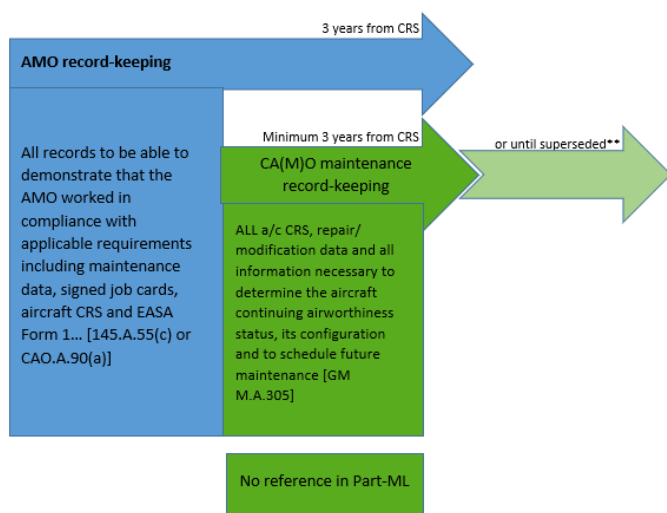 3 years from CRS
AMO record-keeping
Minimum 3 years from CRS
or until superseded**
CA(M)O maintenance
record-keeping
All records to be able to
demonstrate that the
AMO worked in
compliance with
applicable requirements
including maintenance
data, signed job cards,
aircraft CRS and EASA
Form 1... [145.A.55(c) or
CAO.A.90(a)]
ALL a/c CRS, repair/
modification data and all
information necessary to
determine the aircraft
continuing airworthiness
status, its configuration
and to schedule future
maintenance [GM
M.A.305]
No reference in Part-ML